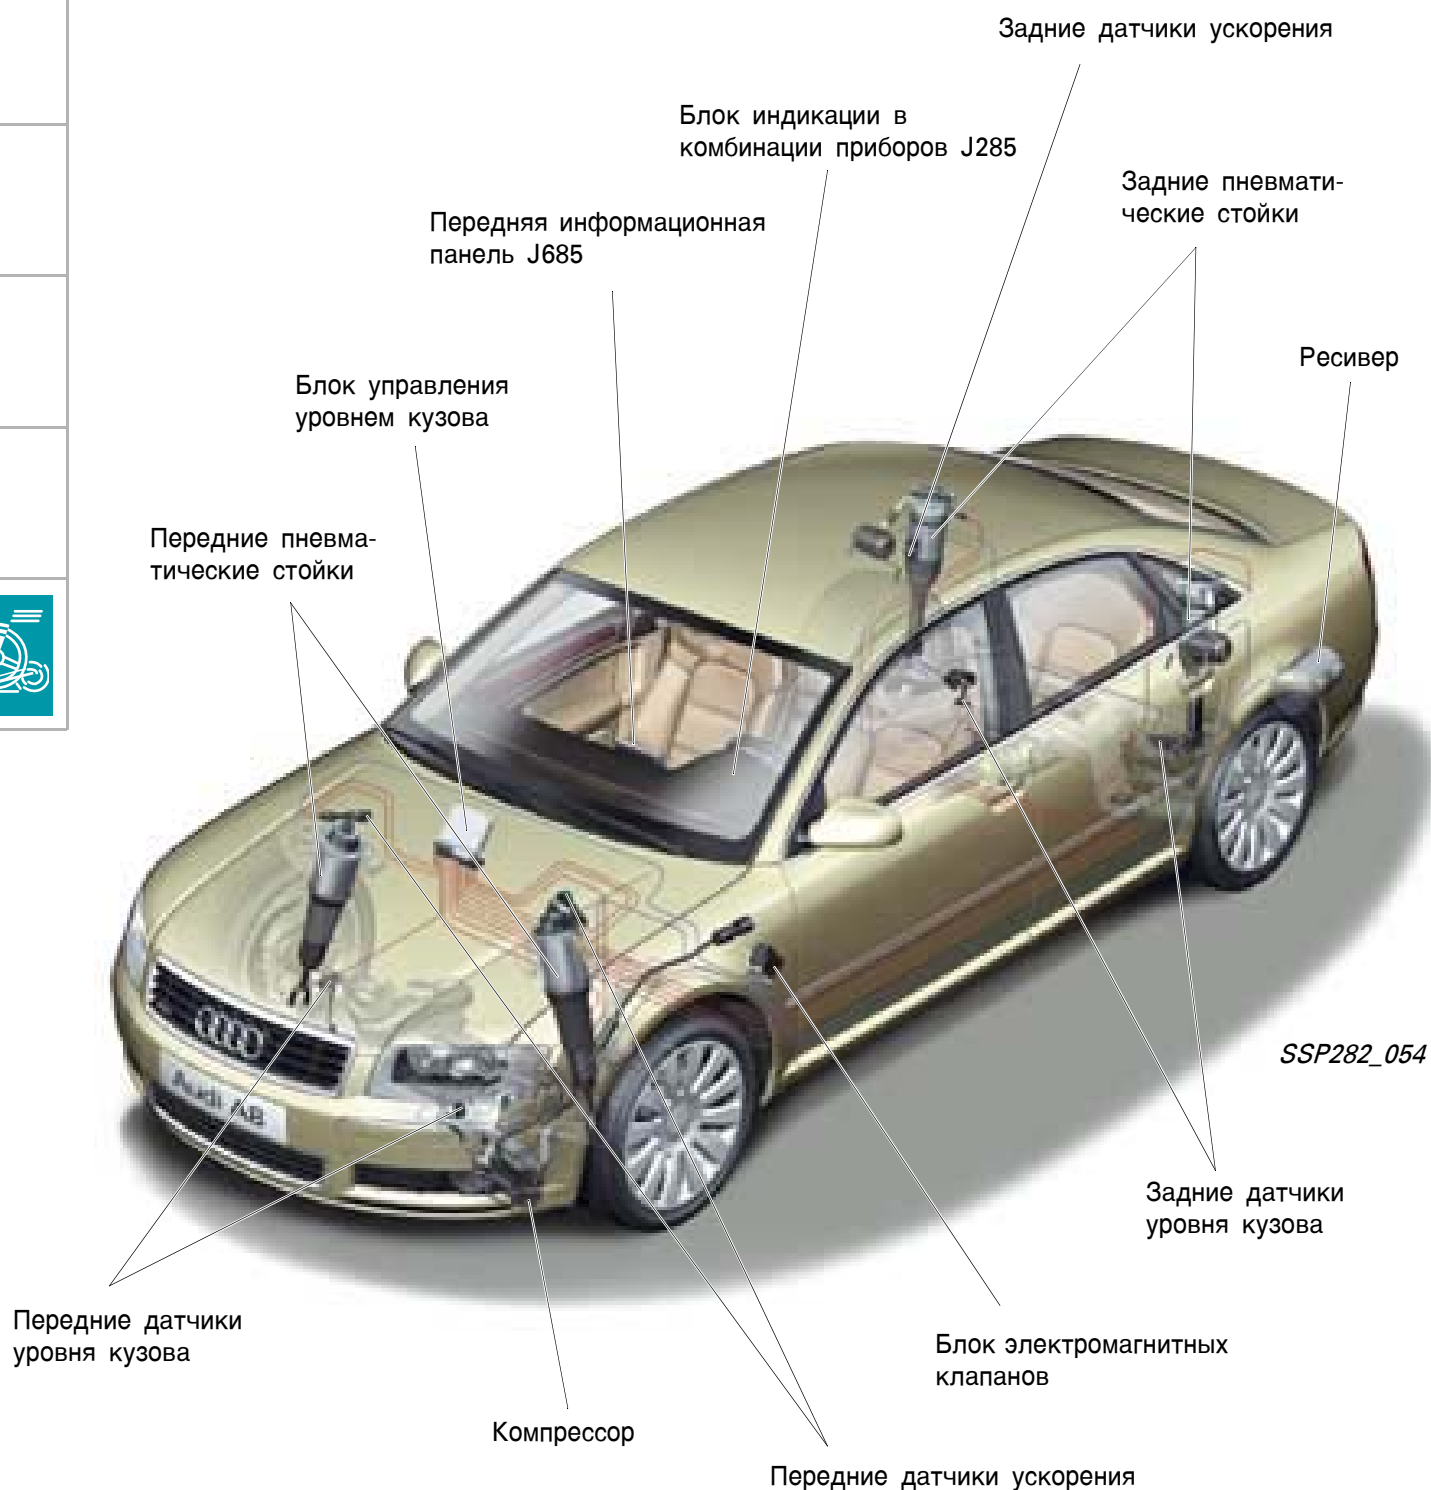 Задние датчики ускорения
Блок индикации в
комбинации приборов J285
Задние пневмати-
ческие стойки
Передняя информационная
панель J685
Ресивер
Блок управления
уровнем кузова
Передние пневма-
тические стойки
Audi A8
SSP282_054
Задние датчики
уровня кузова
Передние датчики
уровня кузова
Блок электромагнитных
клапанов
Компрессор
Передние датчики ускорения